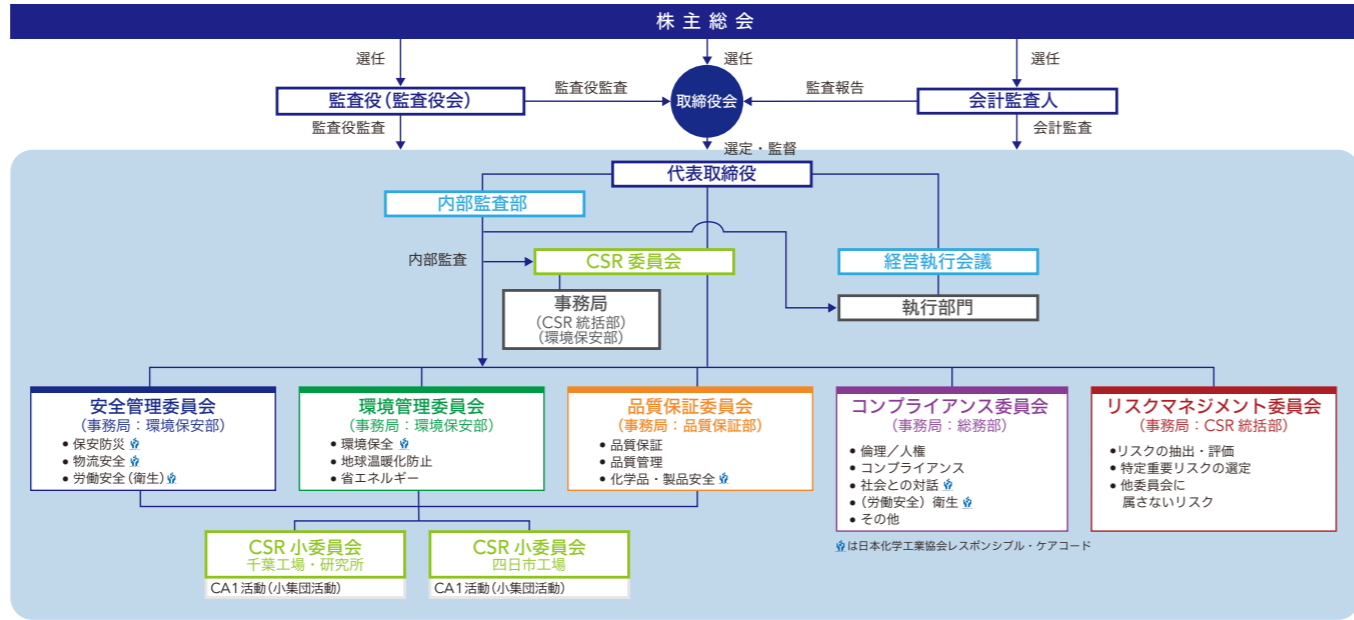 株主総会
選任
選任
選任
監査役(監査役会)
監査役監査
取締役会
監査報告
会計監査人
監査役監査
会計監査
選定・監督
代表取締役
内部監査部
内部監査
CSR 委員会
経営執行会議
事務局
(CSR 統括部)
(環境保安部)
執行部門
安全管理委員会
(事務局:環境保安部)
• 保安防災
• 物流安全
• 労働安全(衛生)
環境管理委員会
(事務局:環境保安部)
• 環境保全
• 地球温暖化防止
• 省エネルギー
品質保証委員会
(事務局:品質保証部)
• 品質保証
• 品質管理
• 化学品・製品安全
コンプライアンス委員会
(事務局:総務部)
• 倫理/人権
• コンプライアンス
• 社会との対話
• (労働安全)衛生
• その他
リスクマネジメント委員会
(事務局:CSR 統括部)
•リスクの抽出・評価
• 特定重要リスクの選定
• 他委員会に
属さないリスク
は日本化学工業協会レスポンシブル・ケアコード
CSR 小委員会
千葉工場・研究所
CA1活動(小集団活動)
CSR 小委員会
四日市工場
CA1活動(小集団活動)